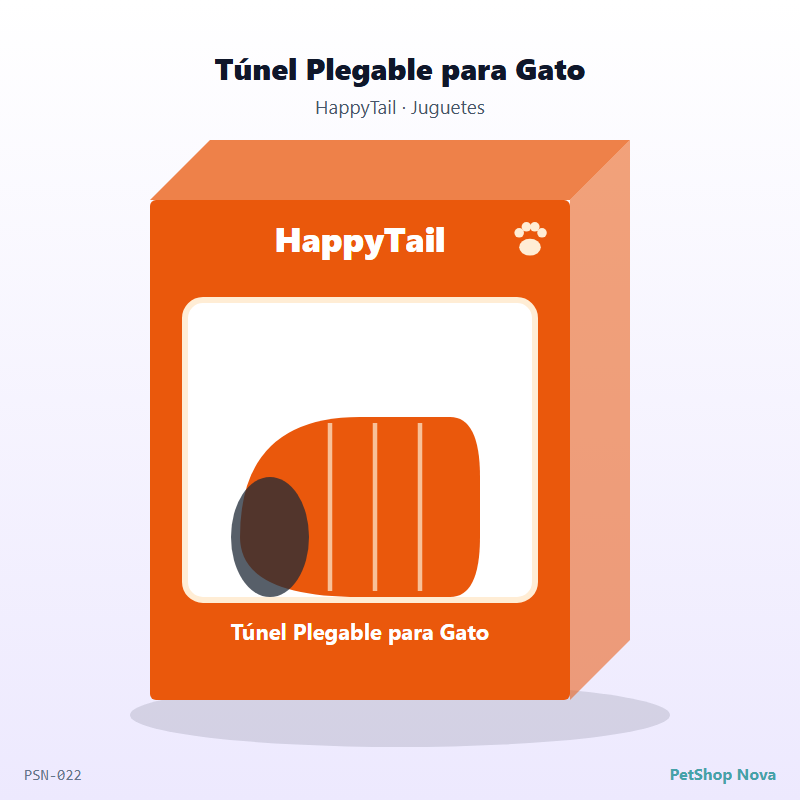 Túnel Plegable para Gato
HappyTail · Juguetes
HappyTail
Túnel Plegable para Gato
PSN-022
PetShop Nova